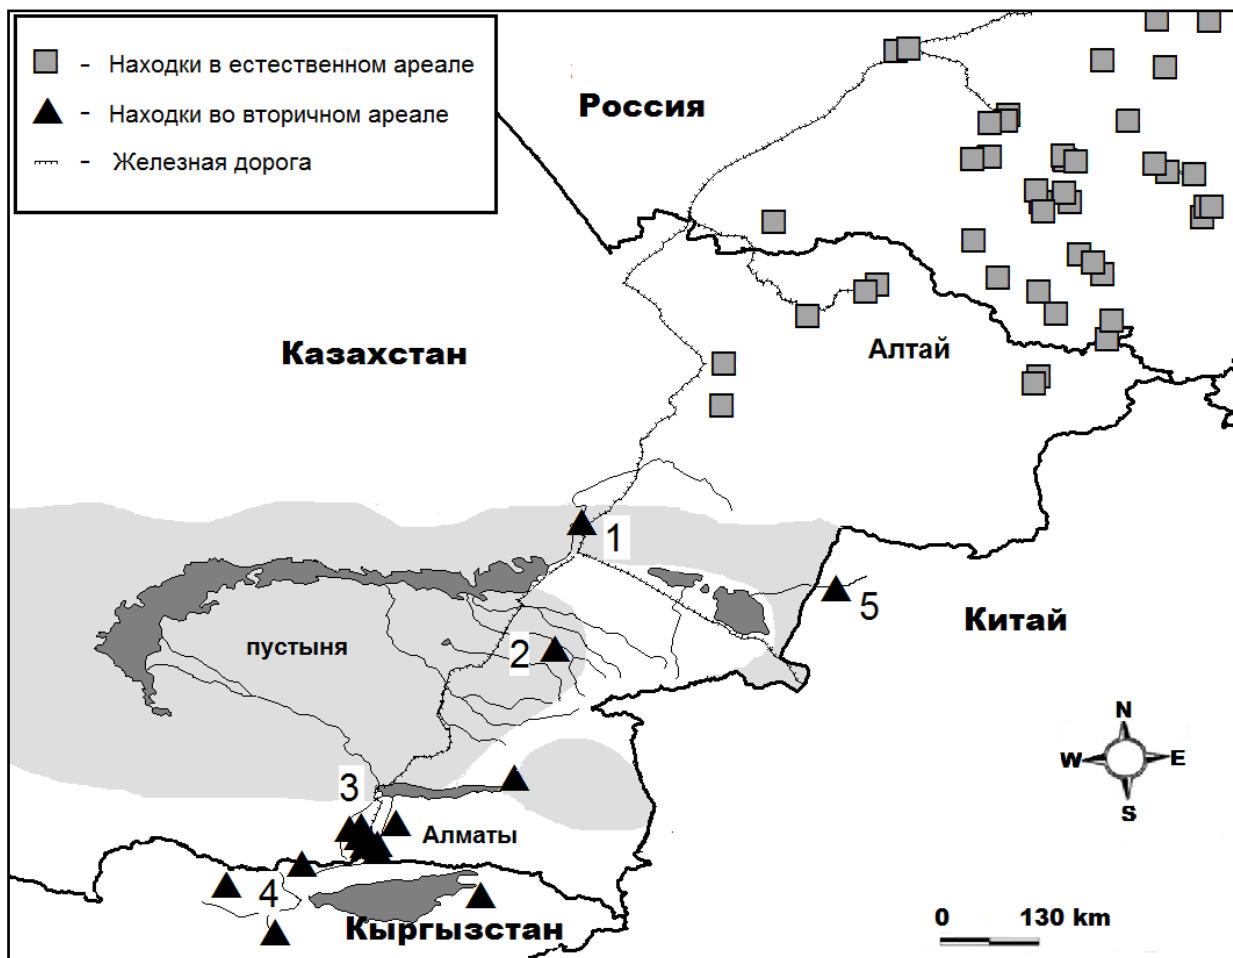 - Находки в естественном ареале
- Находки во вторичном ареале
- Железная дорога
Россия
Казахстан
Алтай
1
5
Китай
пустыня
2
N
W E
S
3
Алматы
4
Кыргызстан
0 130 km